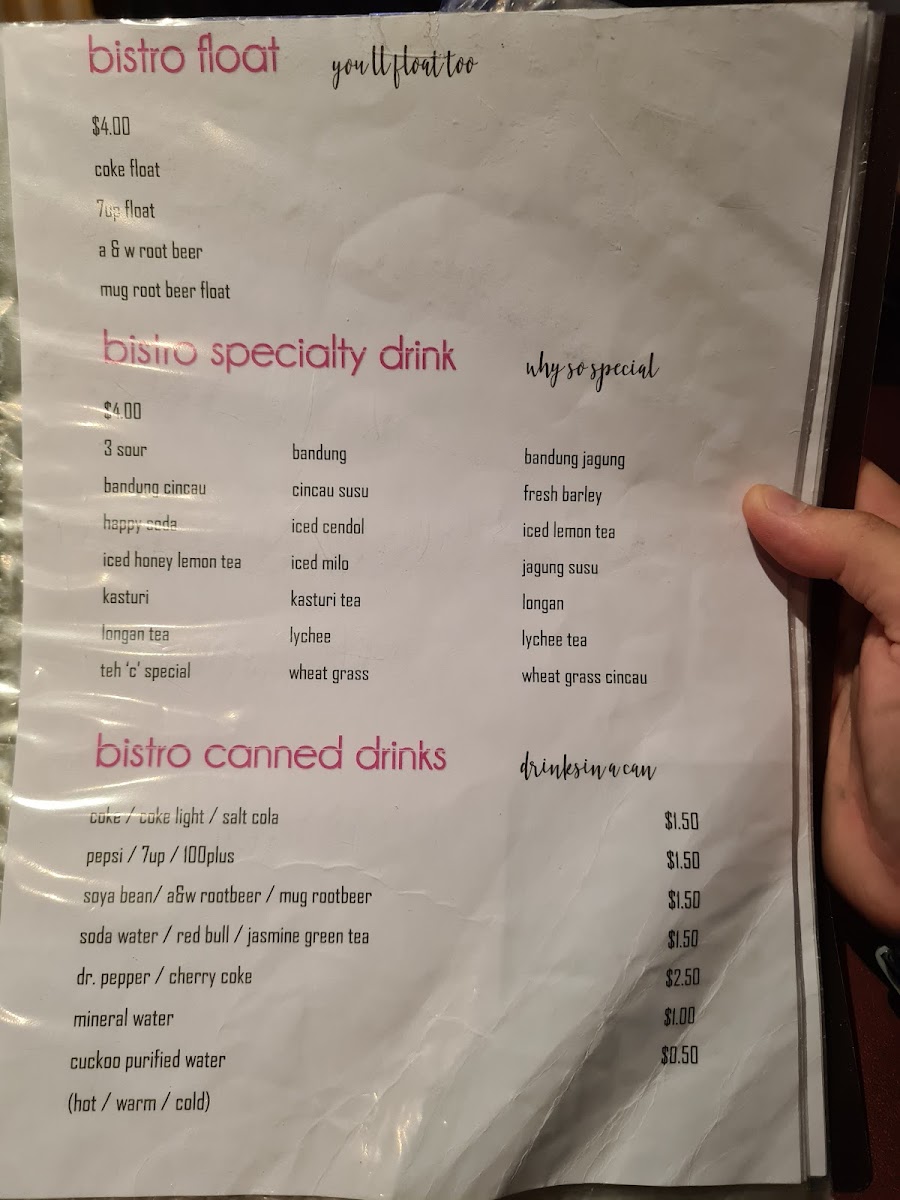 bistro float you'll float too
$4.00
coke float
7up float
a & w root beer
mug root beer float
bistro specialty drink why so special
$4.00
3 sour bandung bandung jagung
bandung cincau cincau susu fresh barley
happy soda iced cendol iced lemon tea
iced honey lemon tea iced milo jagung susu
kasturi kasturi tea longan
longan tea lychee lychee tea
teh 'c' special wheat grass wheat grass cincau
bistro canned drinks drinks in a can
coke / coke light / salt cola $1.50
pepsi / 7up / 100plus $1.50
soya bean/ a&w rootbeer / mug rootbeer $1.50
soda water / red bull / jasmine green tea $1.50
dr. pepper / cherry coke $2.50
mineral water $1.00
cuckoo purified water $0.50
(hot / warm / cold)